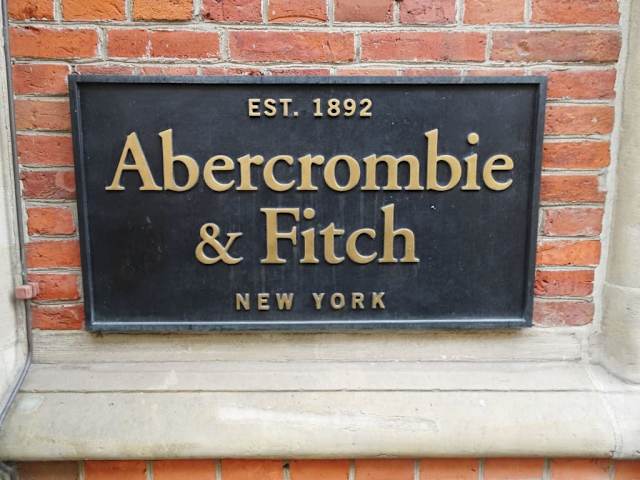 EST. 1892
Abercrombie
& Fitch
NEW YORK